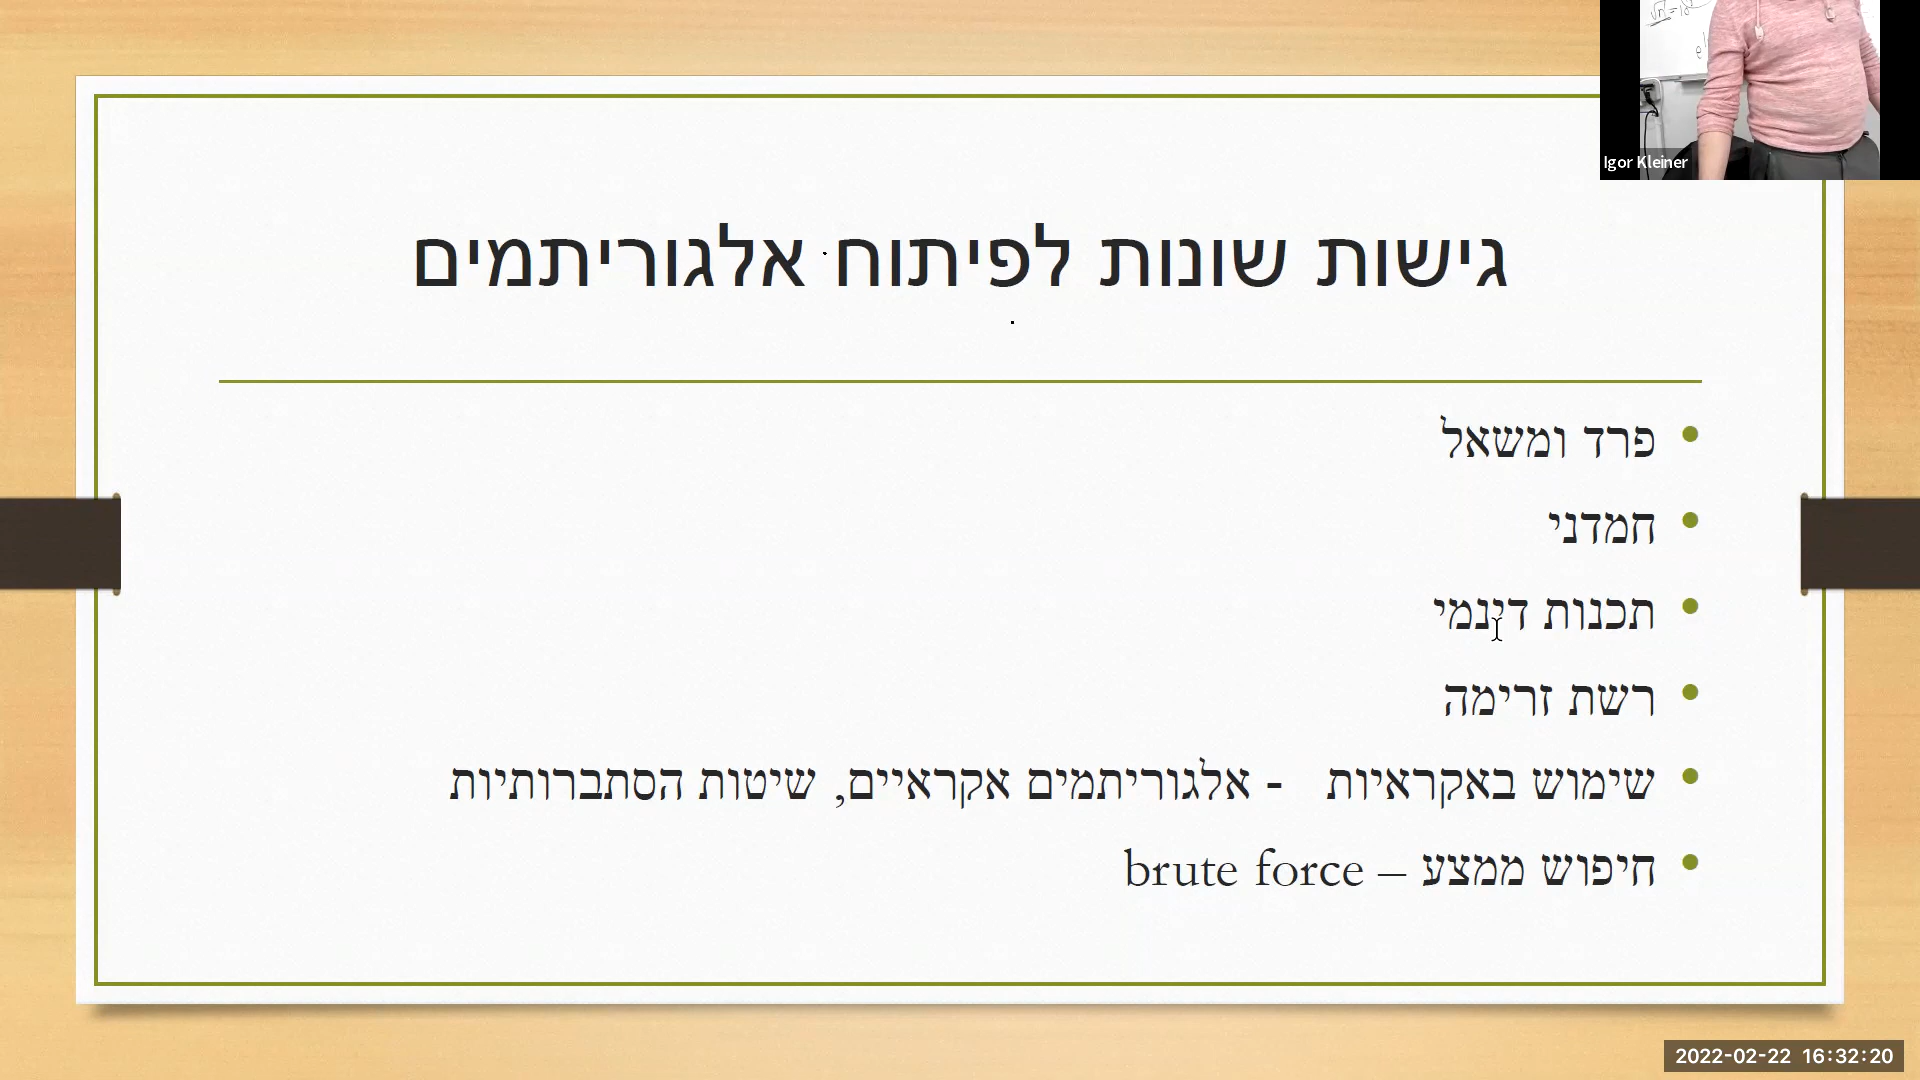 גישות שונות לפיתוח אלגוריתמים
פרד ומשאל
חמדני
תכנות דינמי
רשת זרימה
שימוש באקראיות - אלגוריתמים אקראיים, שיטות הסתברותיות
חיפוש ממצע – brute force
Igor Kleiner
2022-02-22 16:32:20